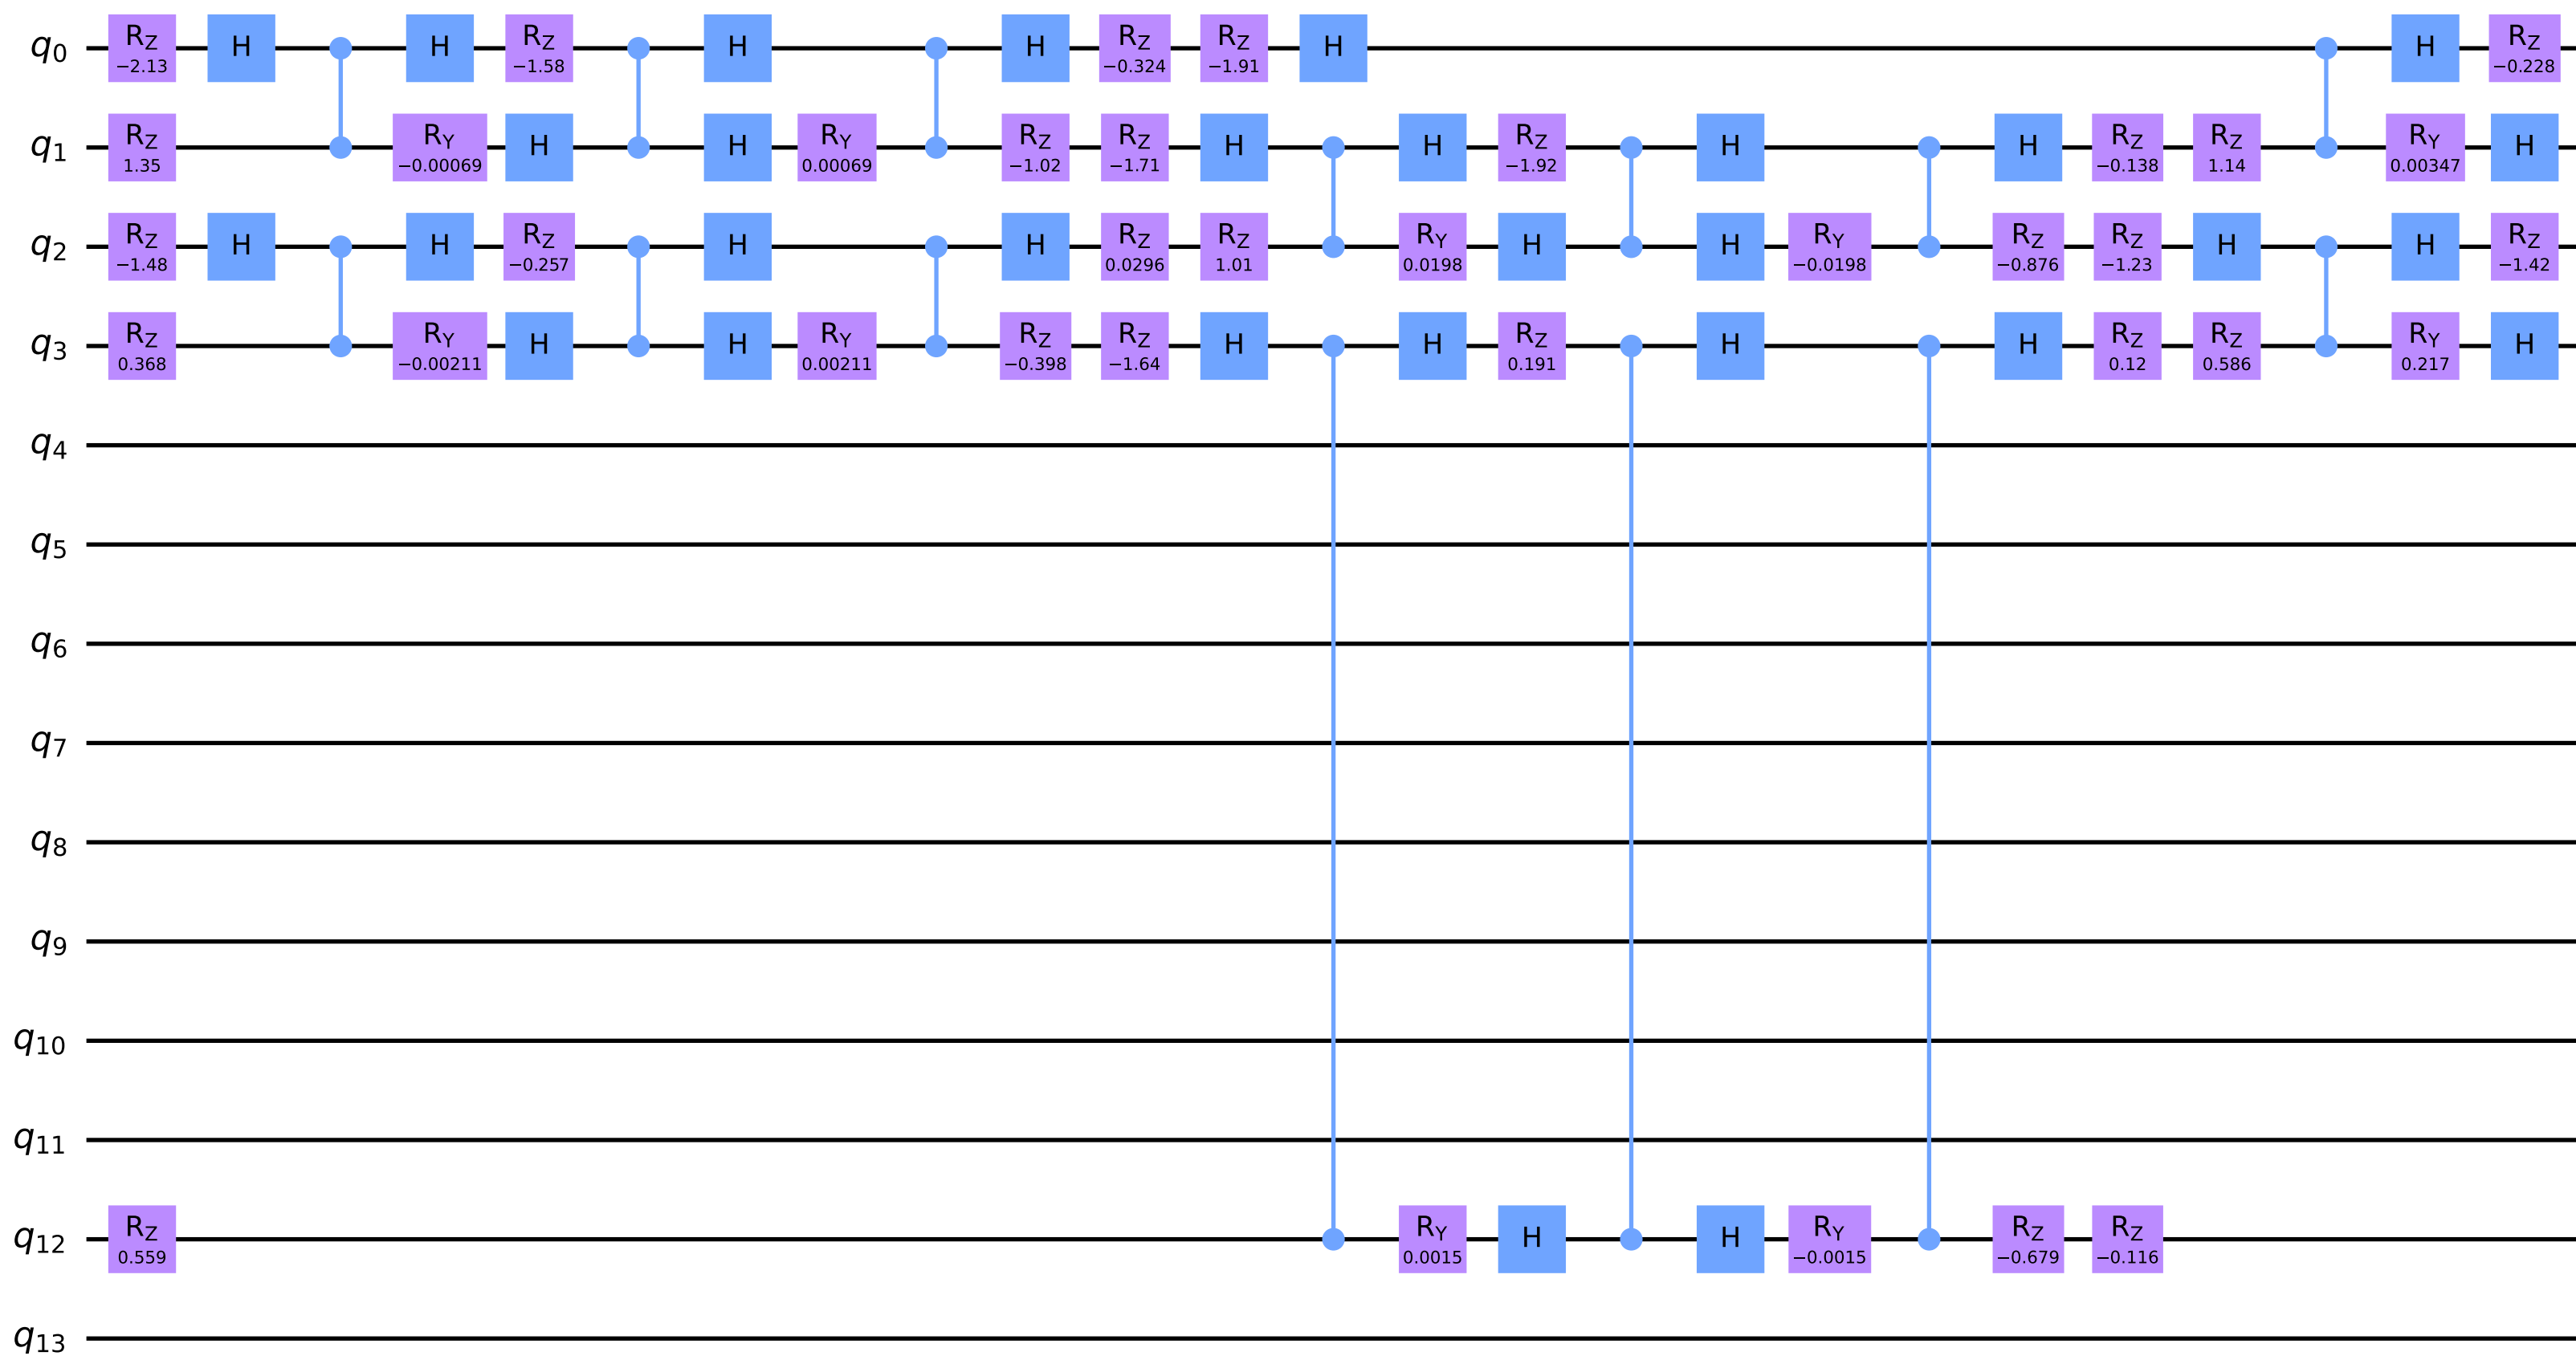 q0 RZ −2.13 H H RZ −1.58 H H RZ −0.324 RZ −1.91 H H RZ −0.228
q1 RZ 1.35 RY −0.00069 H H RY 0.00069 RZ −1.02 RZ −1.71 H H RZ −1.92 H H RZ −0.138 RZ 1.14 RY 0.00347 H
q2 RZ −1.48 H H RZ −0.257 H H RZ 0.0296 RZ 1.01 RY 0.0198 H H RY −0.0198 RZ −0.876 RZ −1.23 H H RZ −1.42
q3 RZ 0.368 RY −0.00211 H H RY 0.00211 RZ −0.398 RZ −1.64 H H RZ 0.191 H H RZ 0.12 RZ 0.586 RY 0.217 H
q4
q5
q6
q7
q8
q9
q10
q11
q12 RZ 0.559 RY 0.0015 H H RY −0.0015 RZ −0.679 RZ −0.116
q13